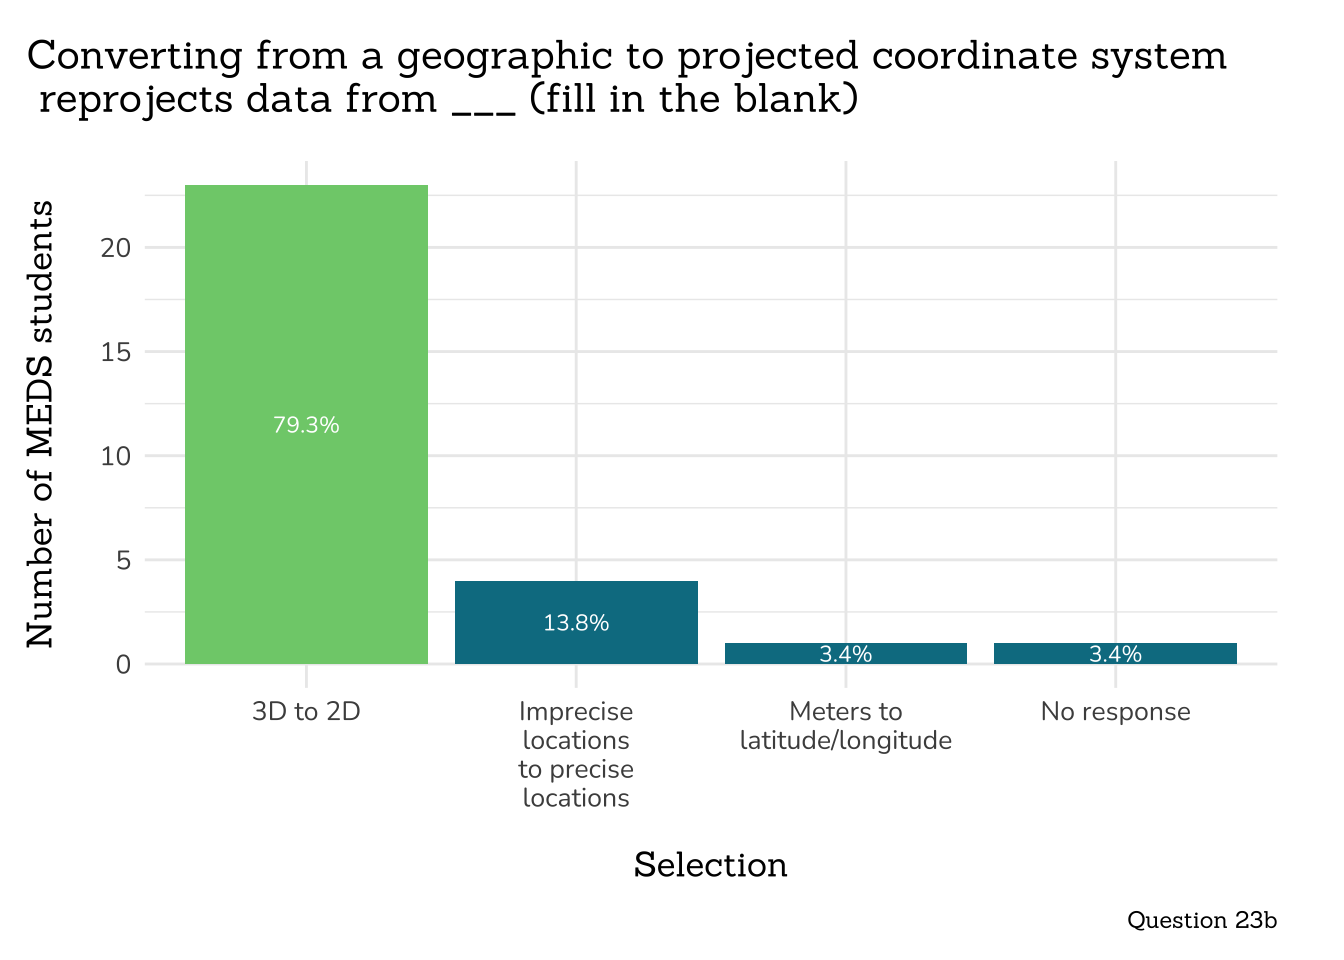 Converting from a geographic to projected coordinate system
reprojects data from ___ (fill in the blank)
Number of MEDS students
20
15
10
5
0
79.3%
13.8%
3.4%
3.4%
3D to 2D
Imprecise
locations
to precise
locations
Meters to
latitude/longitude
No response
Selection
Question 23b